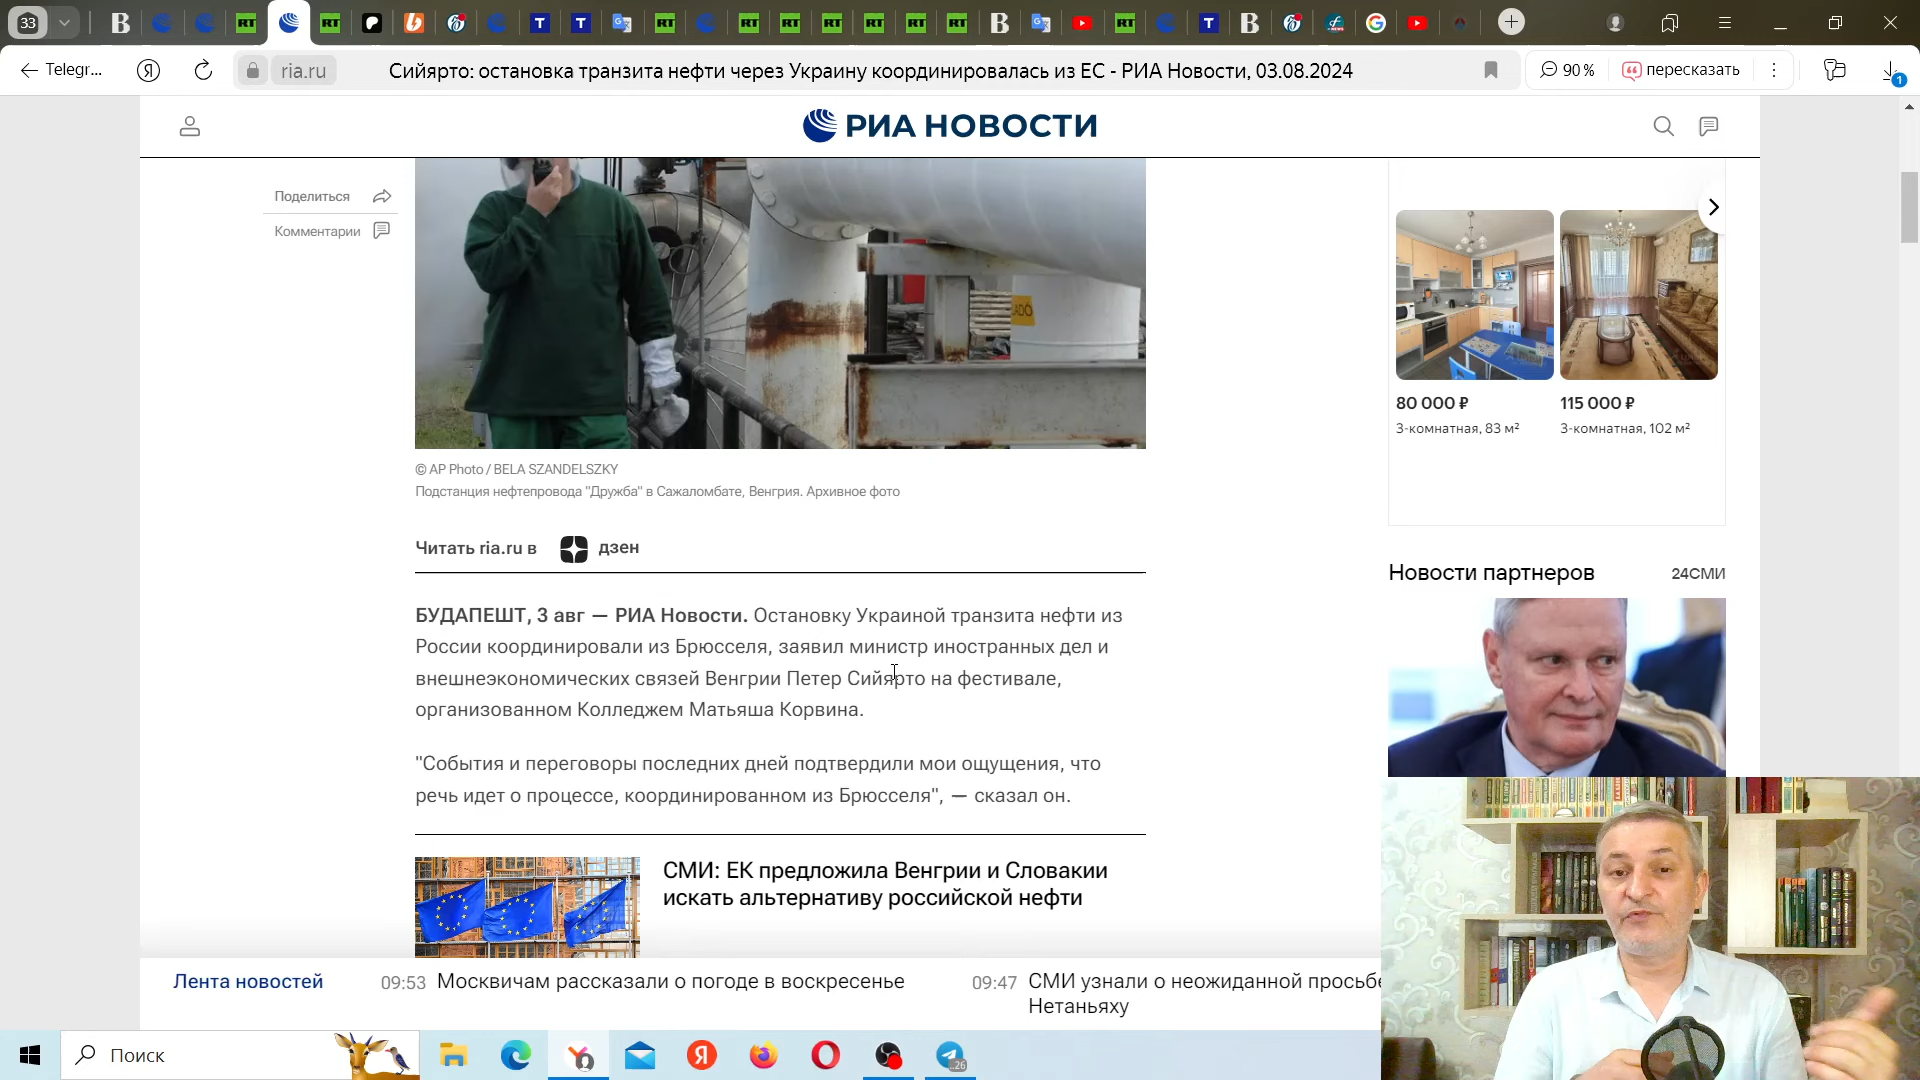 33
Telegr...
ria.ru
Сийярто: остановка транзита нефти через Украину координировалась из ЕС - РИА Новости, 03.08.2024
90 %
пересказать
1
РИА НОВОСТИ
Поделиться
Комментарии
© AP Photo / BELA SZANDELSZKY
Подстанция нефтепровода "Дружба" в Сажаломбате, Венгрия. Архивное фото
Читать ria.ru в дзен
БУДАПЕШТ, 3 авг — РИА Новости. Остановку Украиной транзита нефти из
России координировали из Брюсселя, заявил министр иностранных дел и
внешнеэкономических связей Венгрии Петер Сийярто на фестивале,
организованном Колледжем Матьяша Корвина.
"События и переговоры последних дней подтвердили мои ощущения, что
речь идет о процессе, координированном из Брюсселя", — сказал он.
СМИ: ЕК предложила Венгрии и Словакии
искать альтернативу российской нефти
80 000 ₽
3-комнатная, 83 м²
115 000 ₽
3-комнатная, 102 м²
Новости партнеров
24СМИ
Лента новостей
09:53 Москвичам рассказали о погоде в воскресенье
09:47 СМИ узнали о неожиданной просьбе
Нетаньяху
Поиск
26